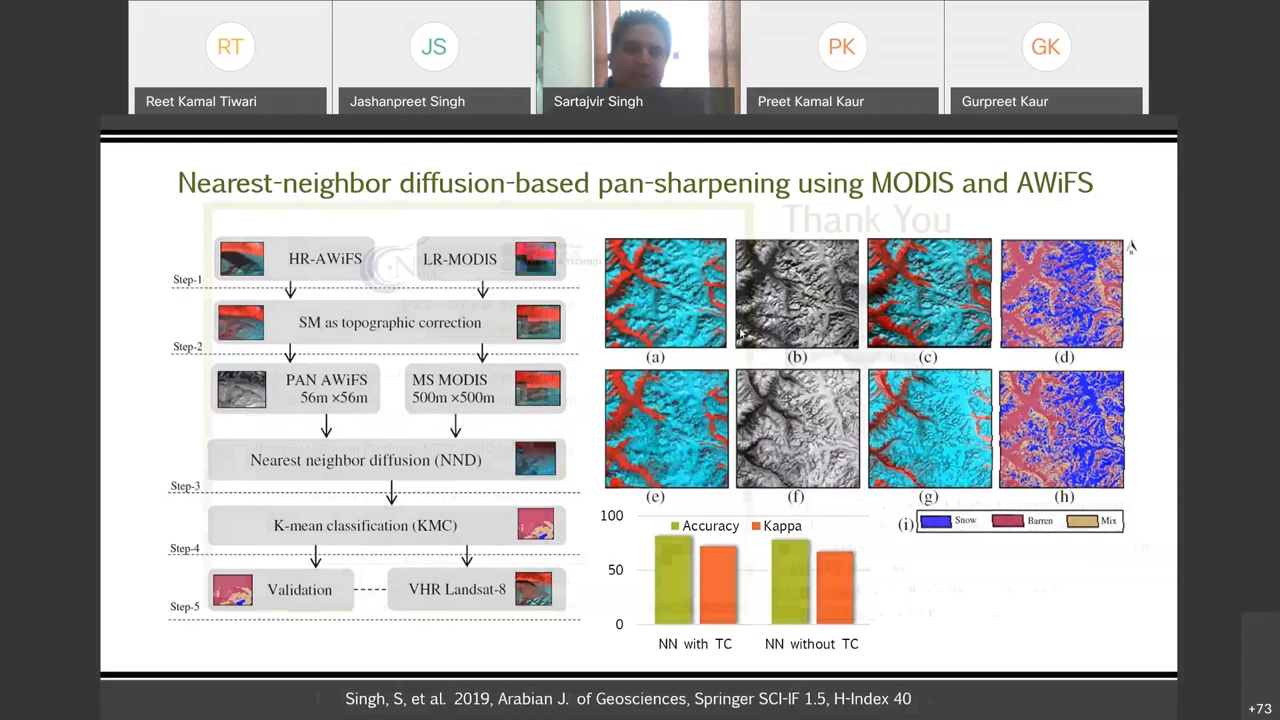 RT
JS
PK
GK
Reet Kamal Tiwari
Jashanpreet Singh
Sartajvir Singh
Preet Kamal Kaur
Gurpreet Kaur
Nearest-neighbor diffusion-based pan-sharpening using MODIS and AWiFS
Thank You
HR-AWiFS
LR-MODIS
Step-1
SM as topographic correction
Step-2
PAN AWiFS
56m ×56m
MS MODIS
500m ×500m
Nearest neighbor diffusion (NND)
Step-3
K-mean classification (KMC)
Step-4
Validation
VHR Landsat-8
Step-5
N
(a)
(b)
(c)
(d)
(e)
(f)
(g)
(h)
(i)
Snow
Barren
Mix
100
Accuracy
Kappa
50
0
NN with TC
NN without TC
Singh, S, et al. 2019, Arabian J. of Geosciences, Springer SCI-IF 1.5, H-Index 40
+73